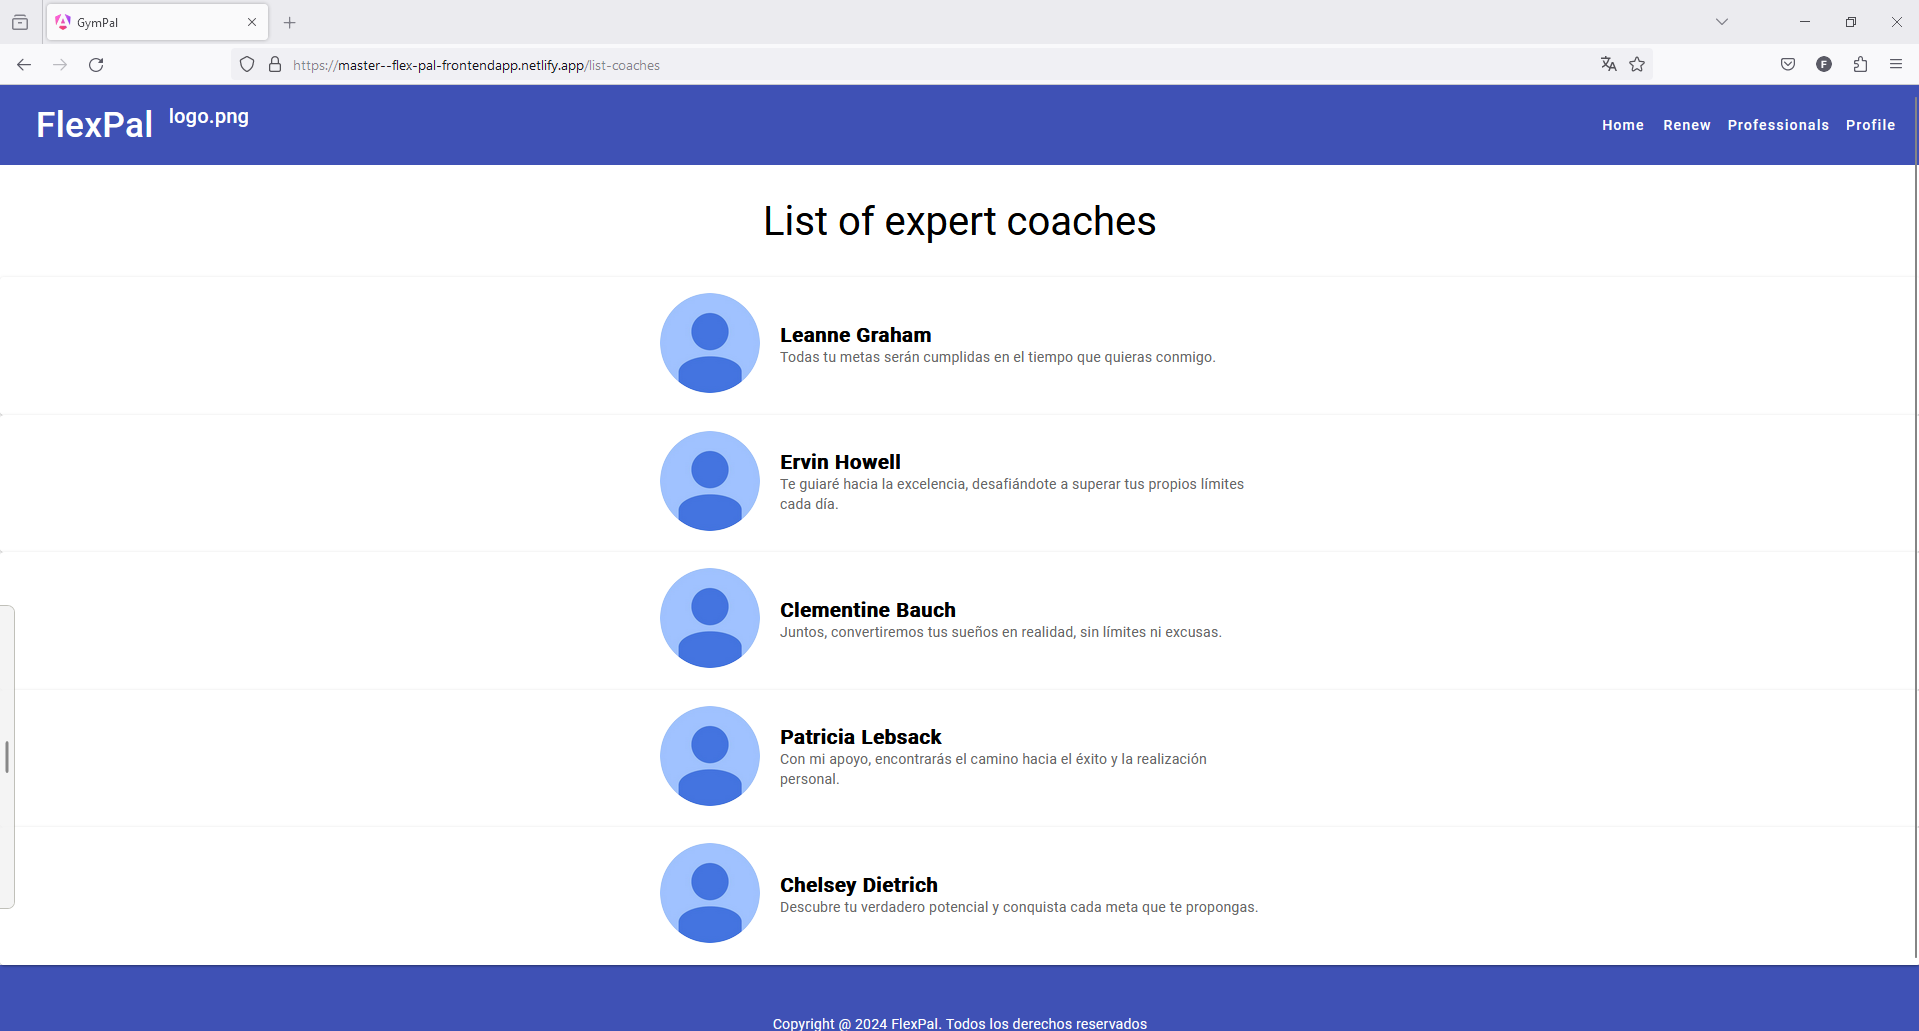 GymPal
https://master--flex-pal-frontendapp.netlify.app/list-coaches
F
FlexPal logo.png
Home Renew Professionals Profile
List of expert coaches
Leanne Graham
Todas tu metas serán cumplidas en el tiempo que quieras conmigo.
Ervin Howell
Te guiaré hacia la excelencia, desafiándote a superar tus propios límites
cada día.
Clementine Bauch
Juntos, convertiremos tus sueños en realidad, sin límites ni excusas.
Patricia Lebsack
Con mi apoyo, encontrarás el camino hacia el éxito y la realización
personal.
Chelsey Dietrich
Descubre tu verdadero potencial y conquista cada meta que te propongas.
Copyright @ 2024 FlexPal. Todos los derechos reservados